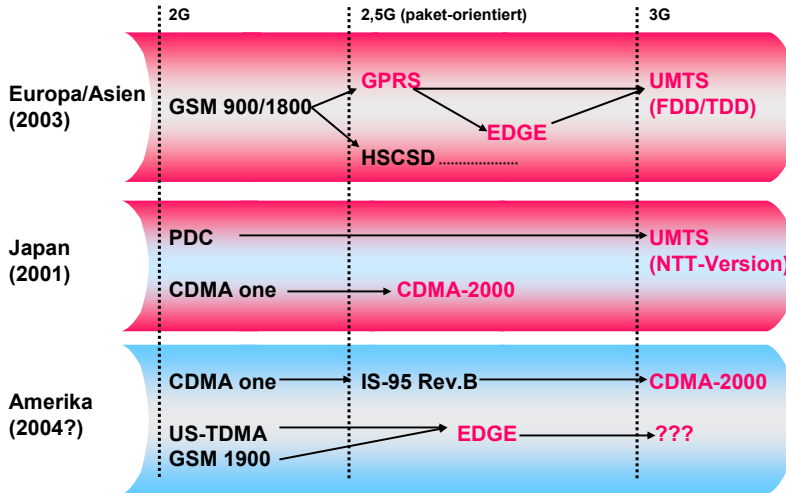 2G
2,5G (paket-orientiert)
3G
Europa/Asien
(2003)
GSM 900/1800
GPRS
EDGE
HSCSD ....................
UMTS
(FDD/TDD)
Japan
(2001)
PDC
UMTS
(NTT-Version)
CDMA one
CDMA-2000
Amerika
(2004?)
CDMA one
IS-95 Rev.B
CDMA-2000
US-TDMA
GSM 1900
EDGE
???